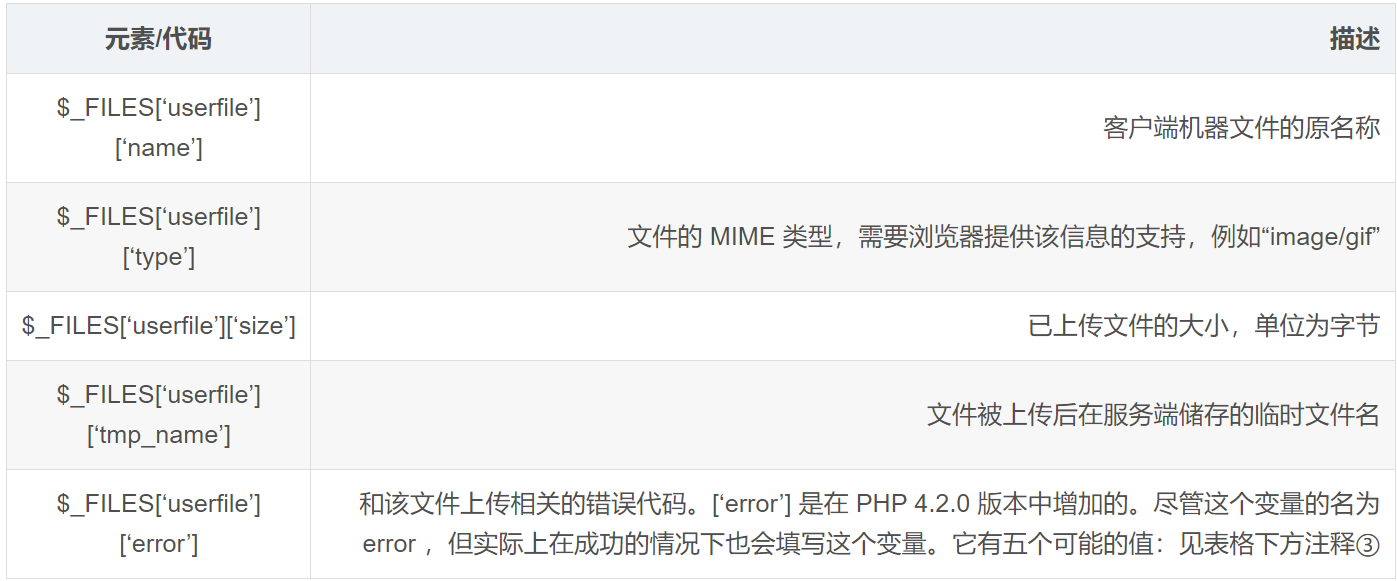 元素/代码 描述
$_FILES[‘userfile’]
[‘name’]
客户端机器文件的原名称
$_FILES[‘userfile’]
[‘type’]
文件的 MIME 类型，需要浏览器提供该信息的支持，例如“image/gif”
$_FILES[‘userfile’][‘size’]
已上传文件的大小，单位为字节
$_FILES[‘userfile’]
[‘tmp_name’]
文件被上传后在服务端储存的临时文件名
$_FILES[‘userfile’]
[‘error’]
和该文件上传相关的错误代码。[‘error’] 是在 PHP 4.2.0 版本中增加的。尽管这个变量的名为
error ，但实际上在成功的情况下也会填写这个变量。它有五个可能的值：见表格下方注释③